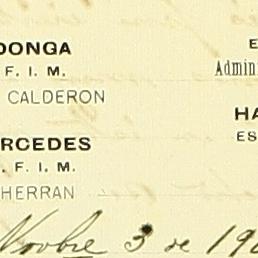 DONGA
F. I. M.
CALDERON
RCEDES
. F. I. M.
HERRAN
E
Admin
HA
ES
Novbre 3 de 19